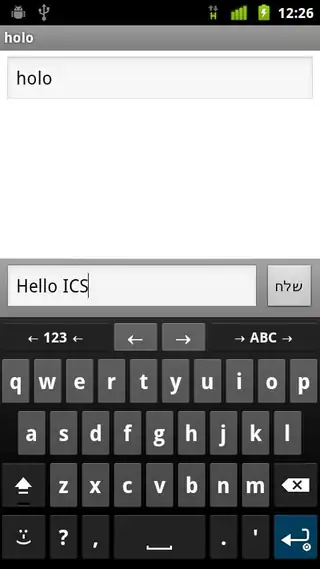 H 12:26
holo
holo
Hello ICS
שלח
← 123 ← ← → → ABC →
q w e r t y u i o p
a s d f g h j k l
z x c v b n m
? , . '